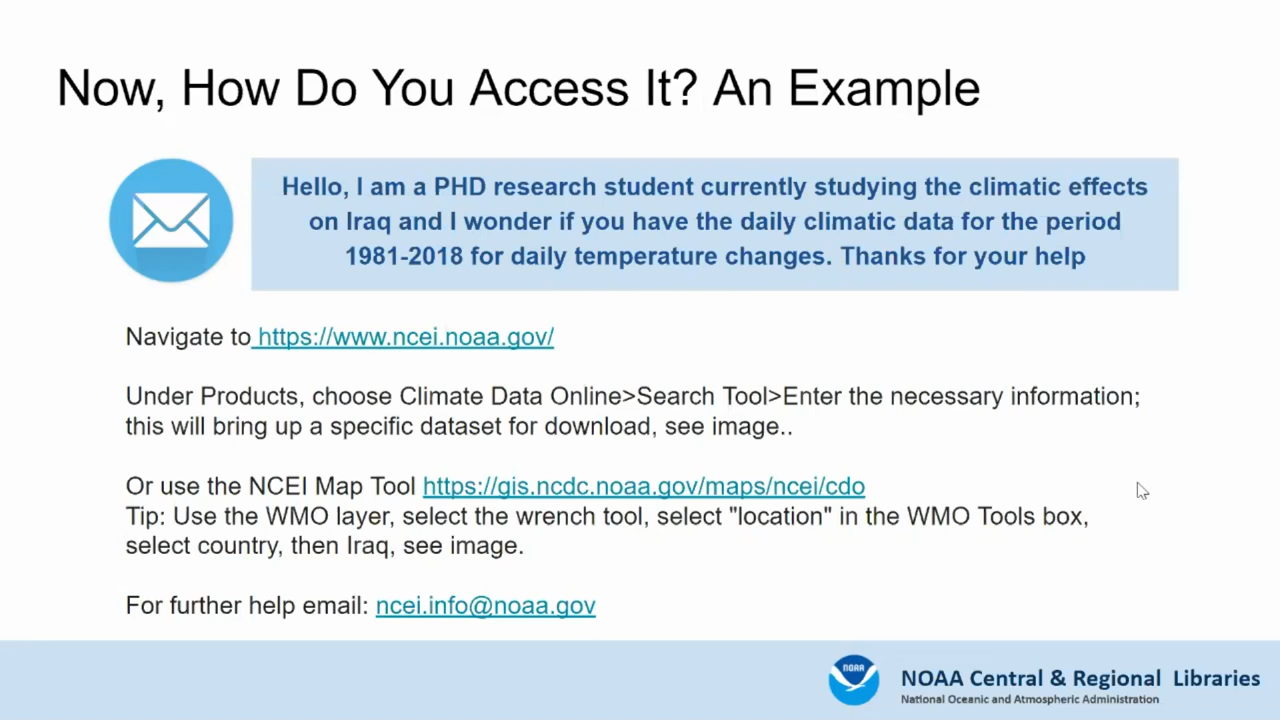 Now, How Do You Access It? An Example
Hello, I am a PHD research student currently studying the climatic effects
on Iraq and I wonder if you have the daily climatic data for the period
1981-2018 for daily temperature changes. Thanks for your help
Navigate to https://www.ncei.noaa.gov/
Under Products, choose Climate Data Online>Search Tool>Enter the necessary information;
this will bring up a specific dataset for download, see image..
Or use the NCEI Map Tool https://gis.ncdc.noaa.gov/maps/ncei/cdo
Tip: Use the WMO layer, select the wrench tool, select "location" in the WMO Tools box,
select country, then Iraq, see image.
For further help email: ncei.info@noaa.gov
NOAA
NOAA Central & Regional Libraries
National Oceanic and Atmospheric Administration